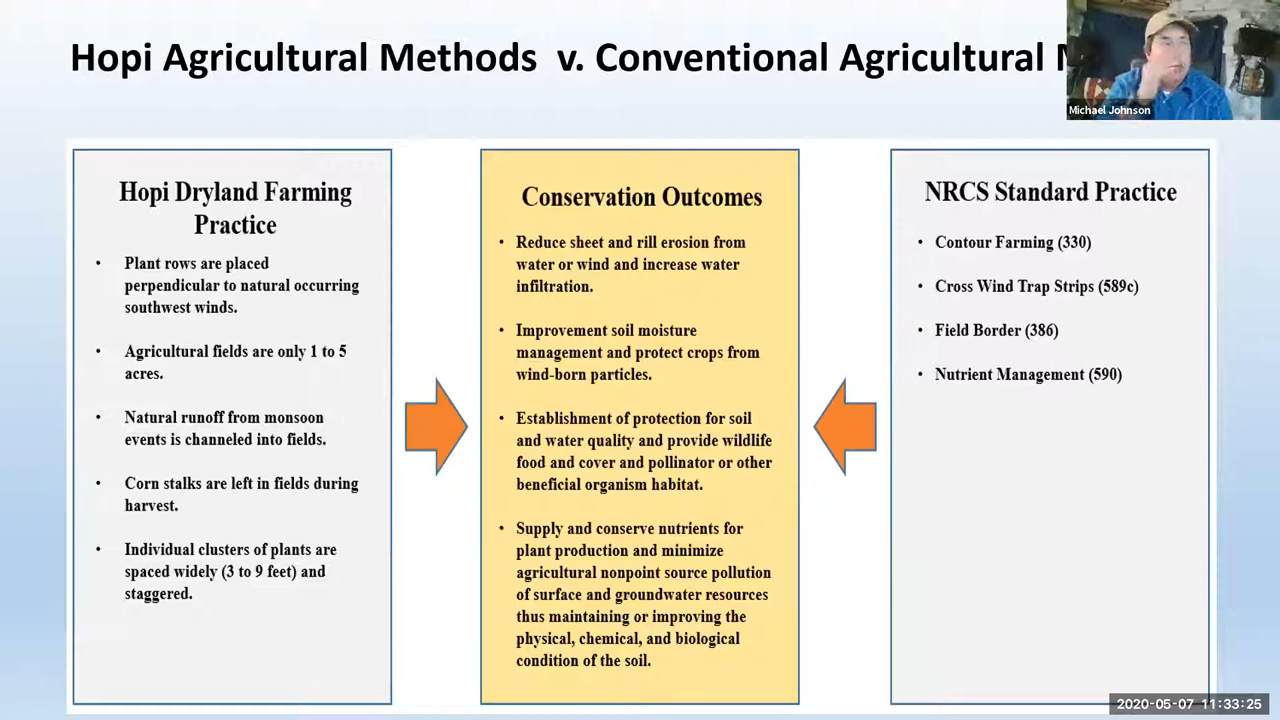 Hopi Agricultural Methods v. Conventional Agricultural
Michael Johnson
Hopi Dryland Farming
Practice
• Plant rows are placed
perpendicular to natural occurring
southwest winds.
• Agricultural fields are only 1 to 5
acres.
• Natural runoff from monsoon
events is channeled into fields.
• Corn stalks are left in fields during
harvest.
• Individual clusters of plants are
spaced widely (3 to 9 feet) and
staggered.
Conservation Outcomes
• Reduce sheet and rill erosion from
water or wind and increase water
infiltration.
• Improvement soil moisture
management and protect crops from
wind-born particles.
• Establishment of protection for soil
and water quality and provide wildlife
food and cover and pollinator or other
beneficial organism habitat.
• Supply and conserve nutrients for
plant production and minimize
agricultural nonpoint source pollution
of surface and groundwater resources
thus maintaining or improving the
physical, chemical, and biological
condition of the soil.
NRCS Standard Practice
• Contour Farming (330)
• Cross Wind Trap Strips (589c)
• Field Border (386)
• Nutrient Management (590)
2020-05-07 11:33:25